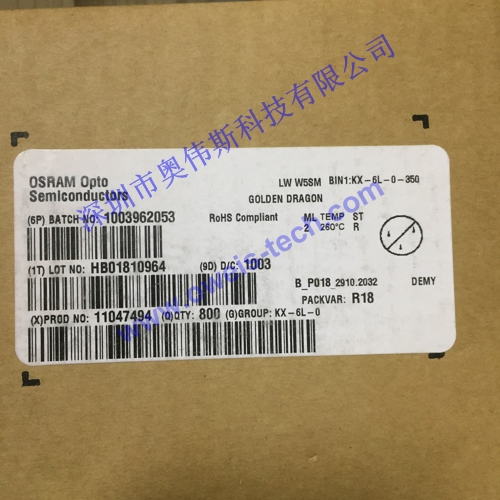 OSRAM Opto
Semiconductors
LW W5SM BIN1:KX-6L-0-350
GOLDEN DRAGON
(6P) BATCH NO: 1003962053
RoHS Compliant ML TEMP ST
2 260°C R
(1T) LOT NO: HB01810964 (9D) D/C: 1003
B_P018_2910.2032 DEMY
PACKVAR: R18
(X)PROD NO: 11047494 (Q)QTY: 800 (G)GROUP: KX-6L-0
深圳市奥伟斯科技有限公司
www.oweis-tech.com